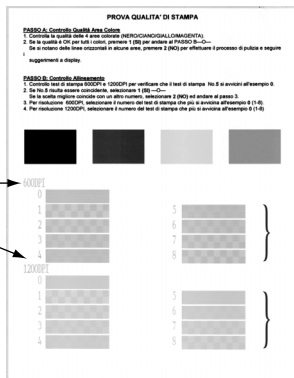 PROVA QUALITA' DI STAMPA
PASSO A: Controllo Qualità Area Colore
1. Controlla la qualità delle 4 aree colorate (NERO/CIANO/GIALLO/MAGENTA).
2. Se la qualità è OK per tutti i colori, premere 1 (SI) per andare al PASSO B—O—
Se si notano delle linee orizzontali in alcune aree, premere 2 (NO) per effettuare il processo di pulizia e seguire
i
suggerimenti a display.
PASSO B: Controllo Allineamento
1. Controllo test di stampa 600DPI e 1200DPI per verificare che il test di stampa No.5 si avvicini all'esempio 0.
2. Se No.5 risulta essere coincidente, selezionare 1 (SI) —O—
Se la scelta migliore coincide con un altro numero, selezionare 2 (NO) ed andare al passo 3.
3. Per risoluzione 600DPI, selezionare il numero del test di stampa che più si avvicina all'esempio 0 (1-8).
4. Per risoluzione 1200DPI, selezionare il numero del test di stampa che più si avvicina all'esempio 0 (1-8)
600DPI
0
1
2
3
4
5
6
7
8
1200DPI
0
1
2
3
4
5
6
7
8